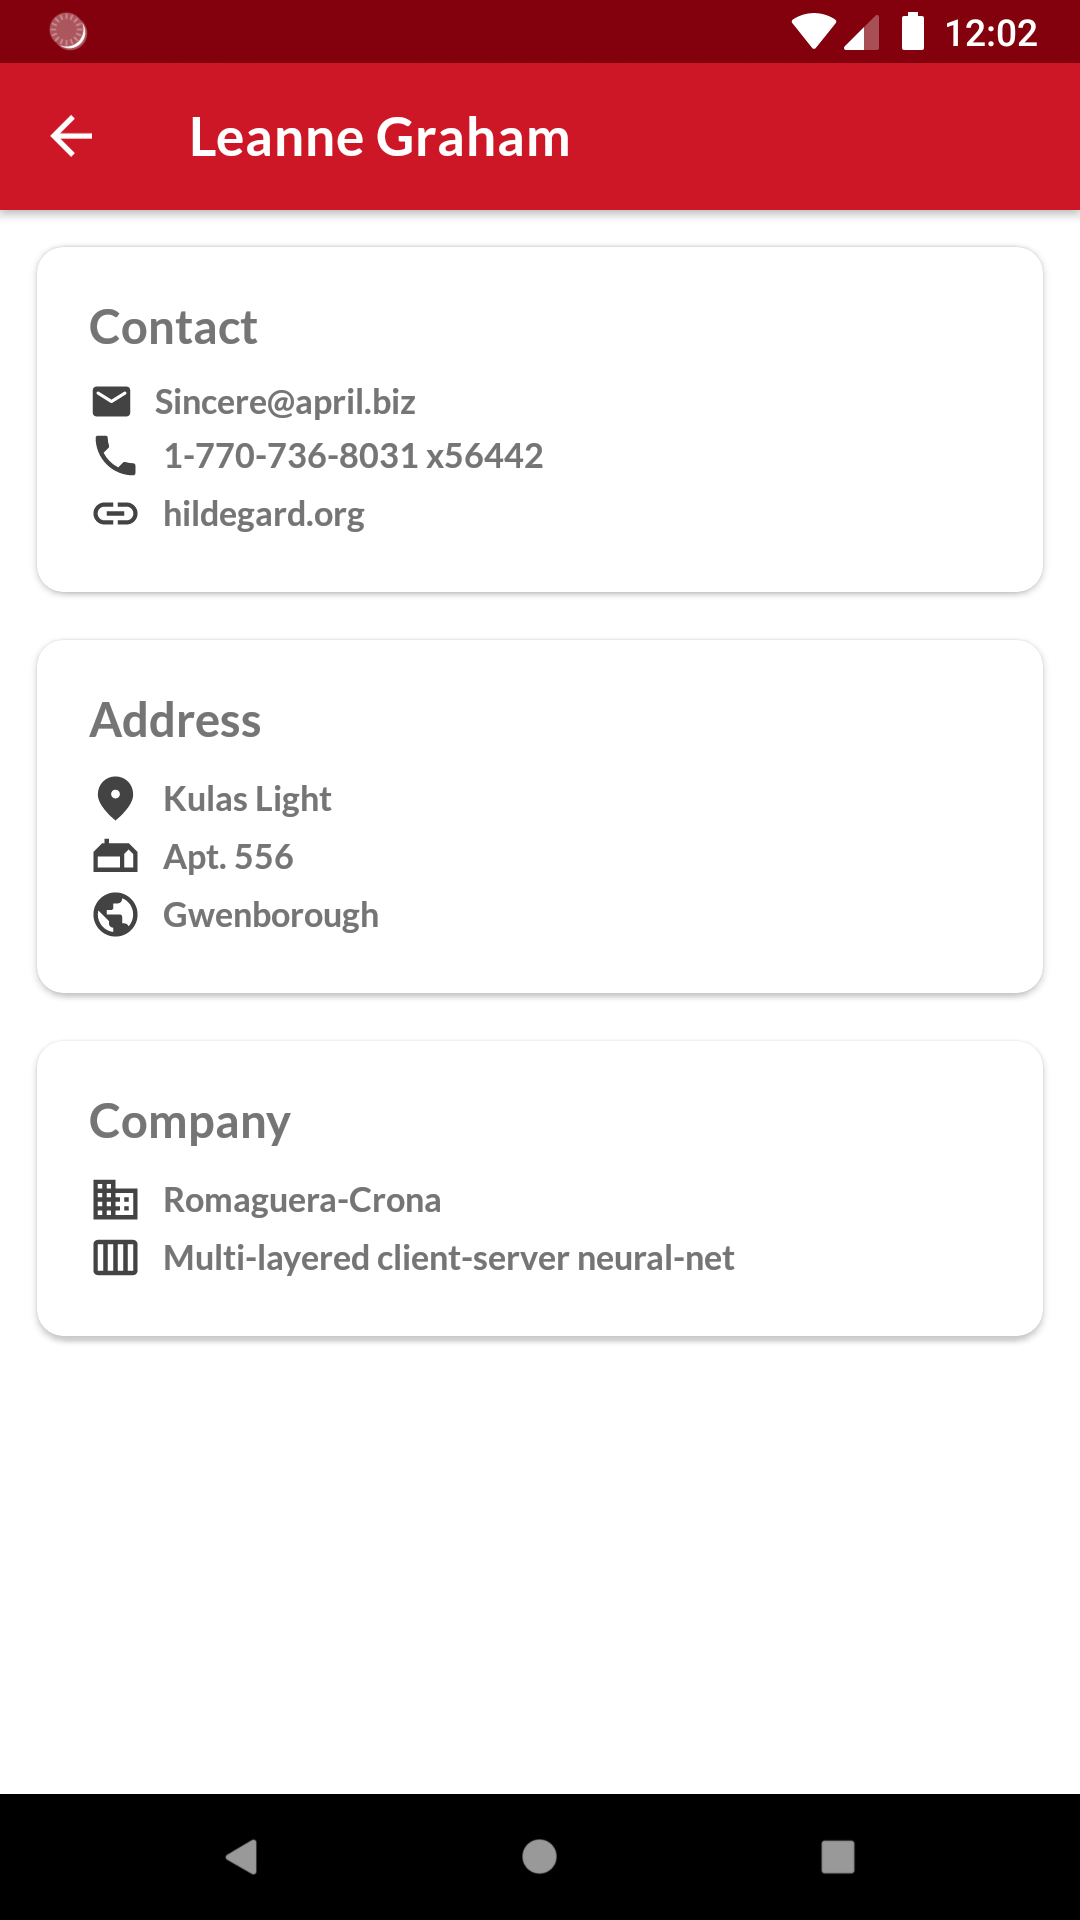 12:02
Leanne Graham
Contact
Sincere@april.biz
1-770-736-8031 x56442
hildegard.org
Address
Kulas Light
Apt. 556
Gwenborough
Company
Romaguera-Crona
Multi-layered client-server neural-net